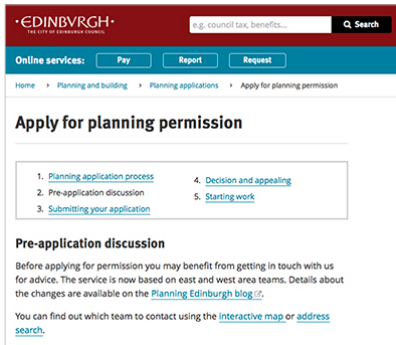 ·EDINBVRGH·
THE CITY OF EDINBURGH COUNCIL
e.g. council tax, benefits...
Search
Online services:
Pay
Report
Request
Home › Planning and building › Planning applications › Apply for planning permission
Apply for planning permission
1. Planning application process
2. Pre-application discussion
3. Submitting your application
4. Decision and appealing
5. Starting work
Pre-application discussion
Before applying for permission you may benefit from getting in touch with us
for advice. The service is now based on east and west area teams. Details about
the changes are available on the Planning Edinburgh blog.
You can find out which team to contact using the interactive map or address
search.